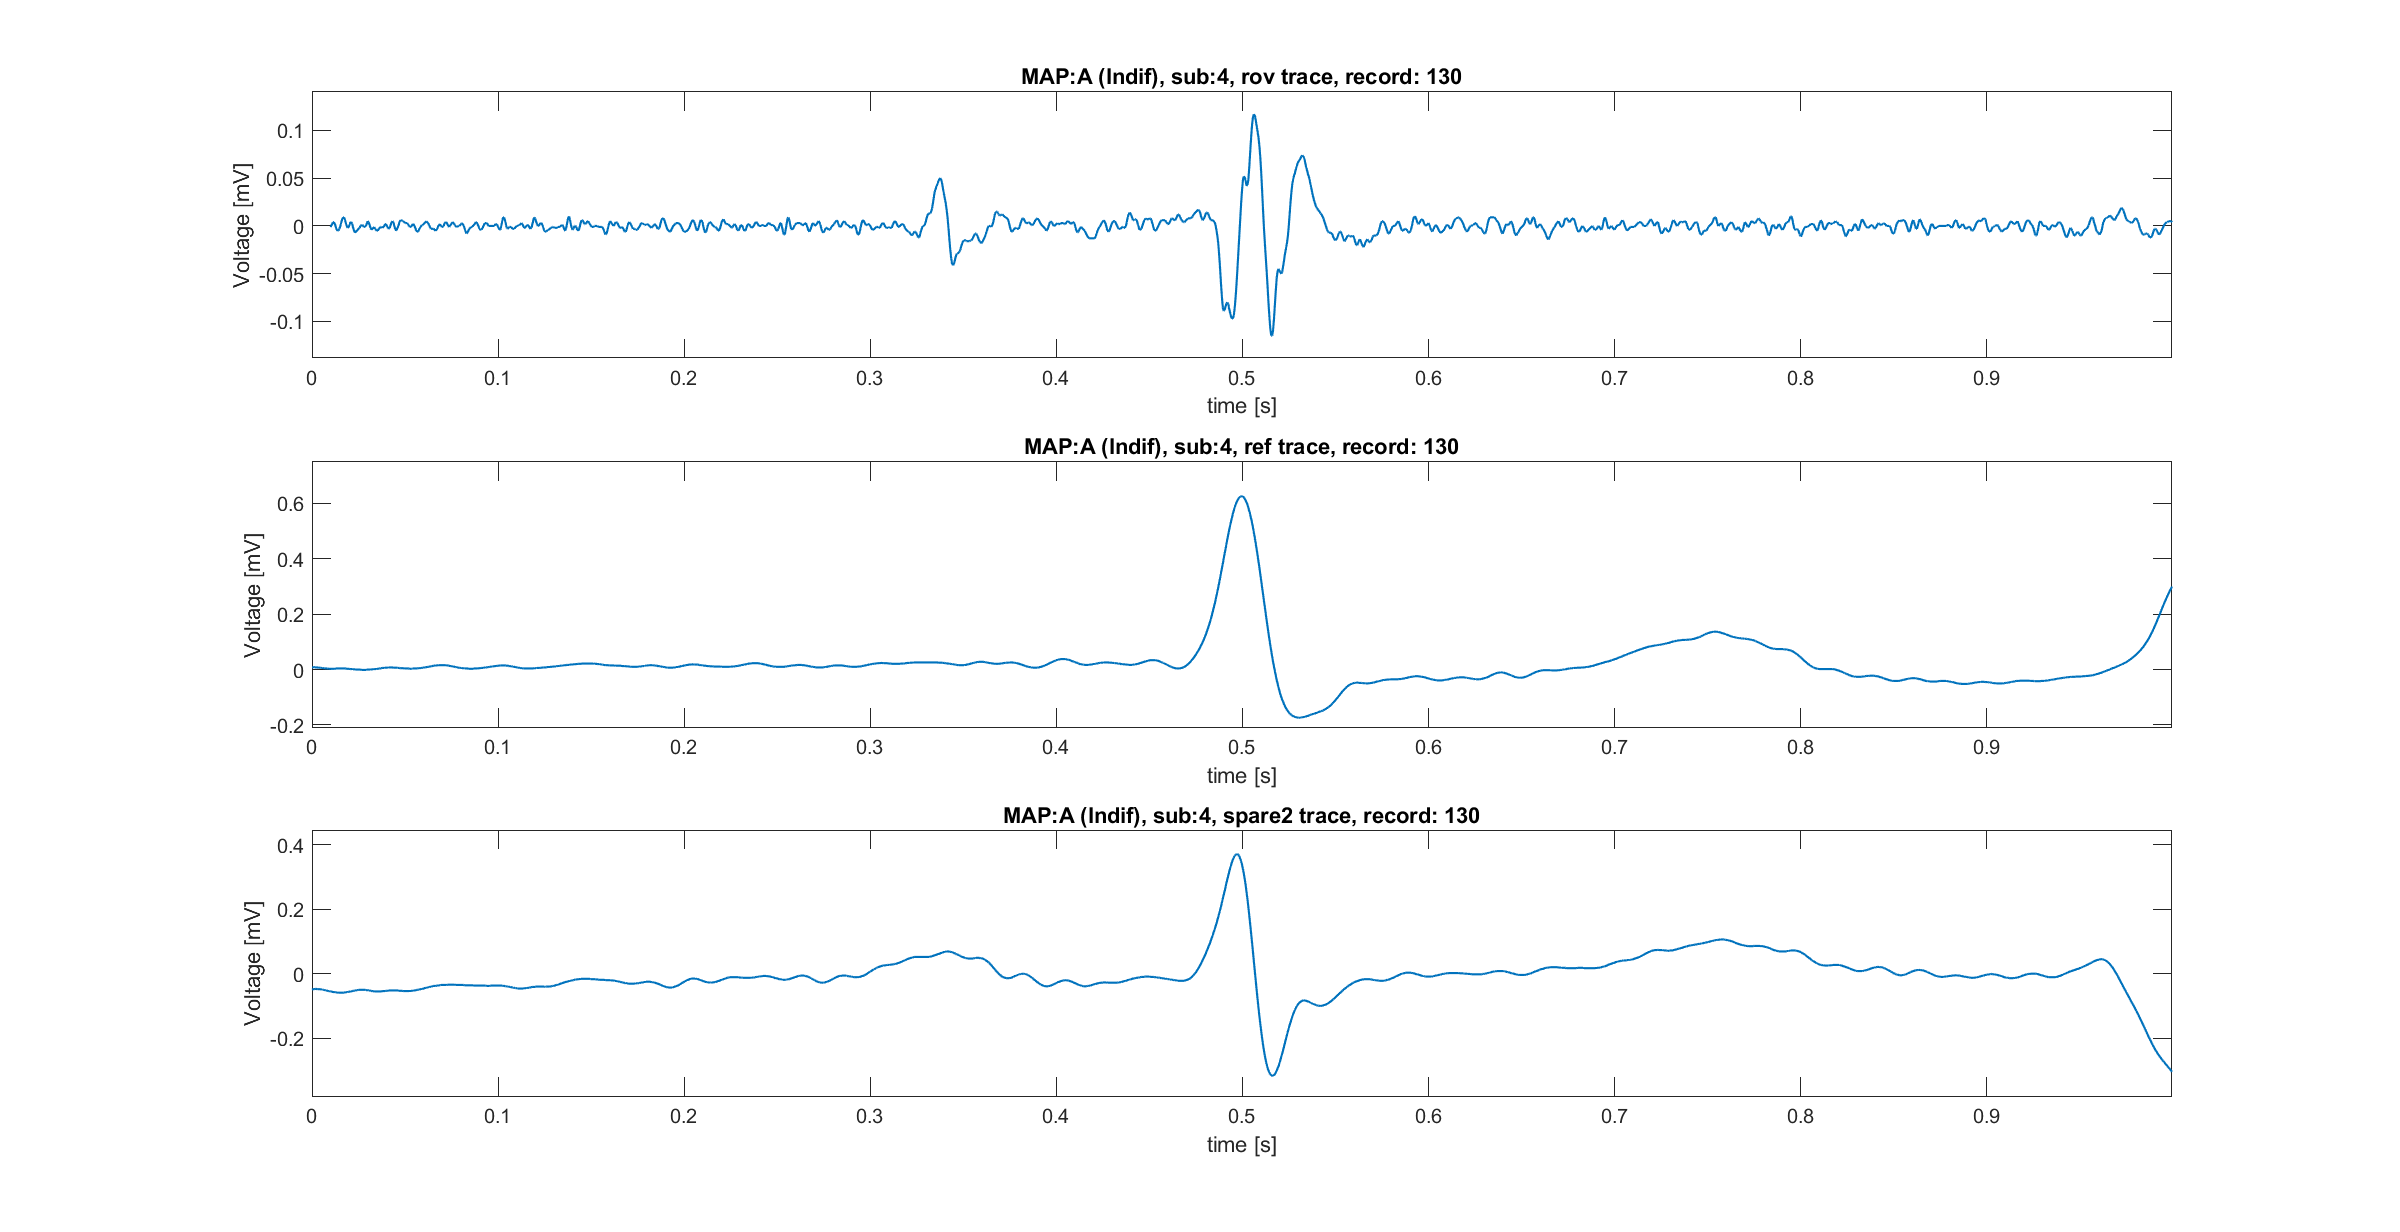 MAP:A (Indif), sub:4, rov trace, record: 130
Voltage [mV]
0.1
0.05
0
-0.05
-0.1
0 0.1 0.2 0.3 0.4 0.5 0.6 0.7 0.8 0.9
time [s]
MAP:A (Indif), sub:4, ref trace, record: 130
Voltage [mV]
0.6
0.4
0.2
0
-0.2
0 0.1 0.2 0.3 0.4 0.5 0.6 0.7 0.8 0.9
time [s]
MAP:A (Indif), sub:4, spare2 trace, record: 130
Voltage [mV]
0.4
0.2
0
-0.2
0 0.1 0.2 0.3 0.4 0.5 0.6 0.7 0.8 0.9
time [s]